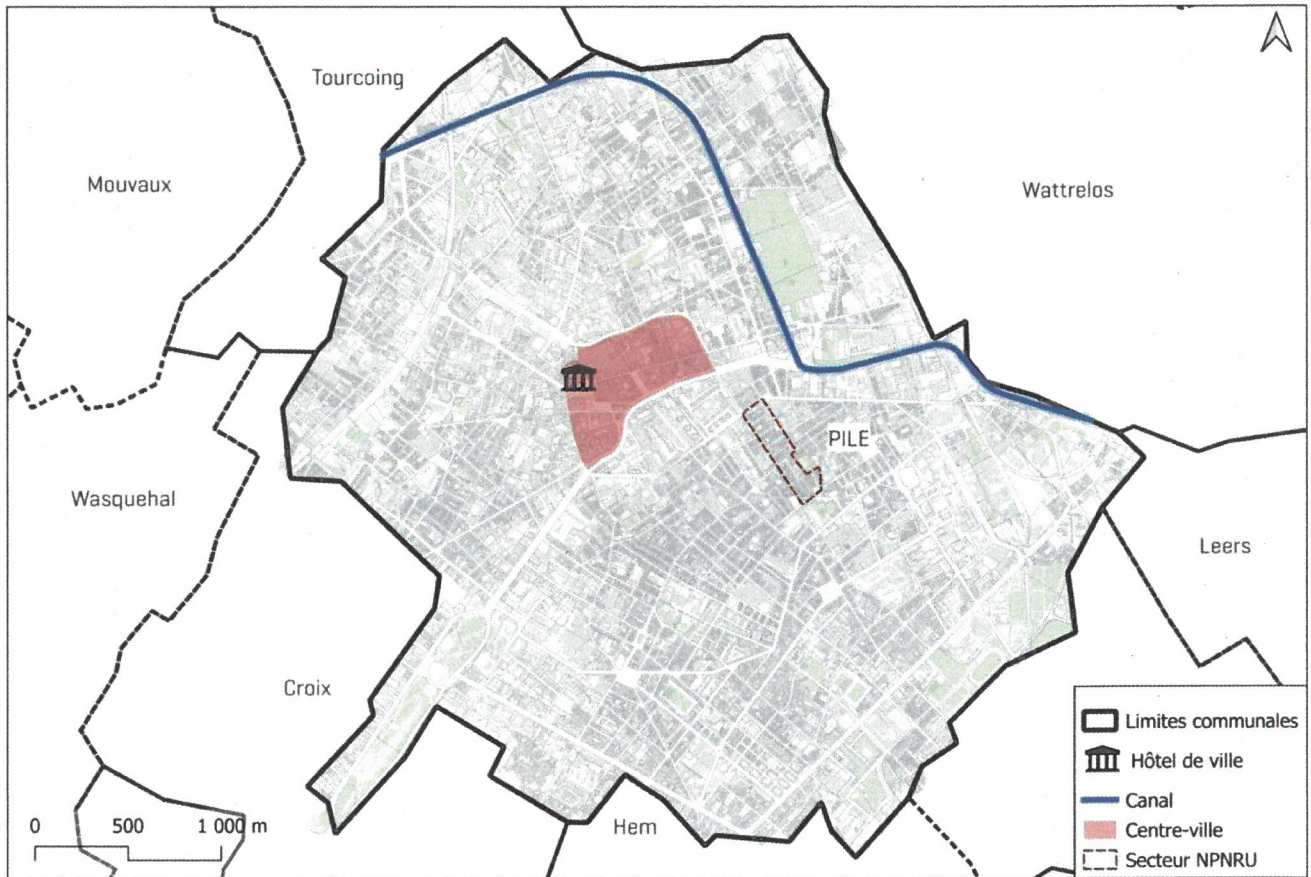 Tourcoing
Mouvaux
Wattrelos
PILE
Wasquehal
Leers
Croix
Hem
0 500 1 000 m
Limites communales
Hôtel de ville
Canal
Centre-ville
Secteur NPNRU